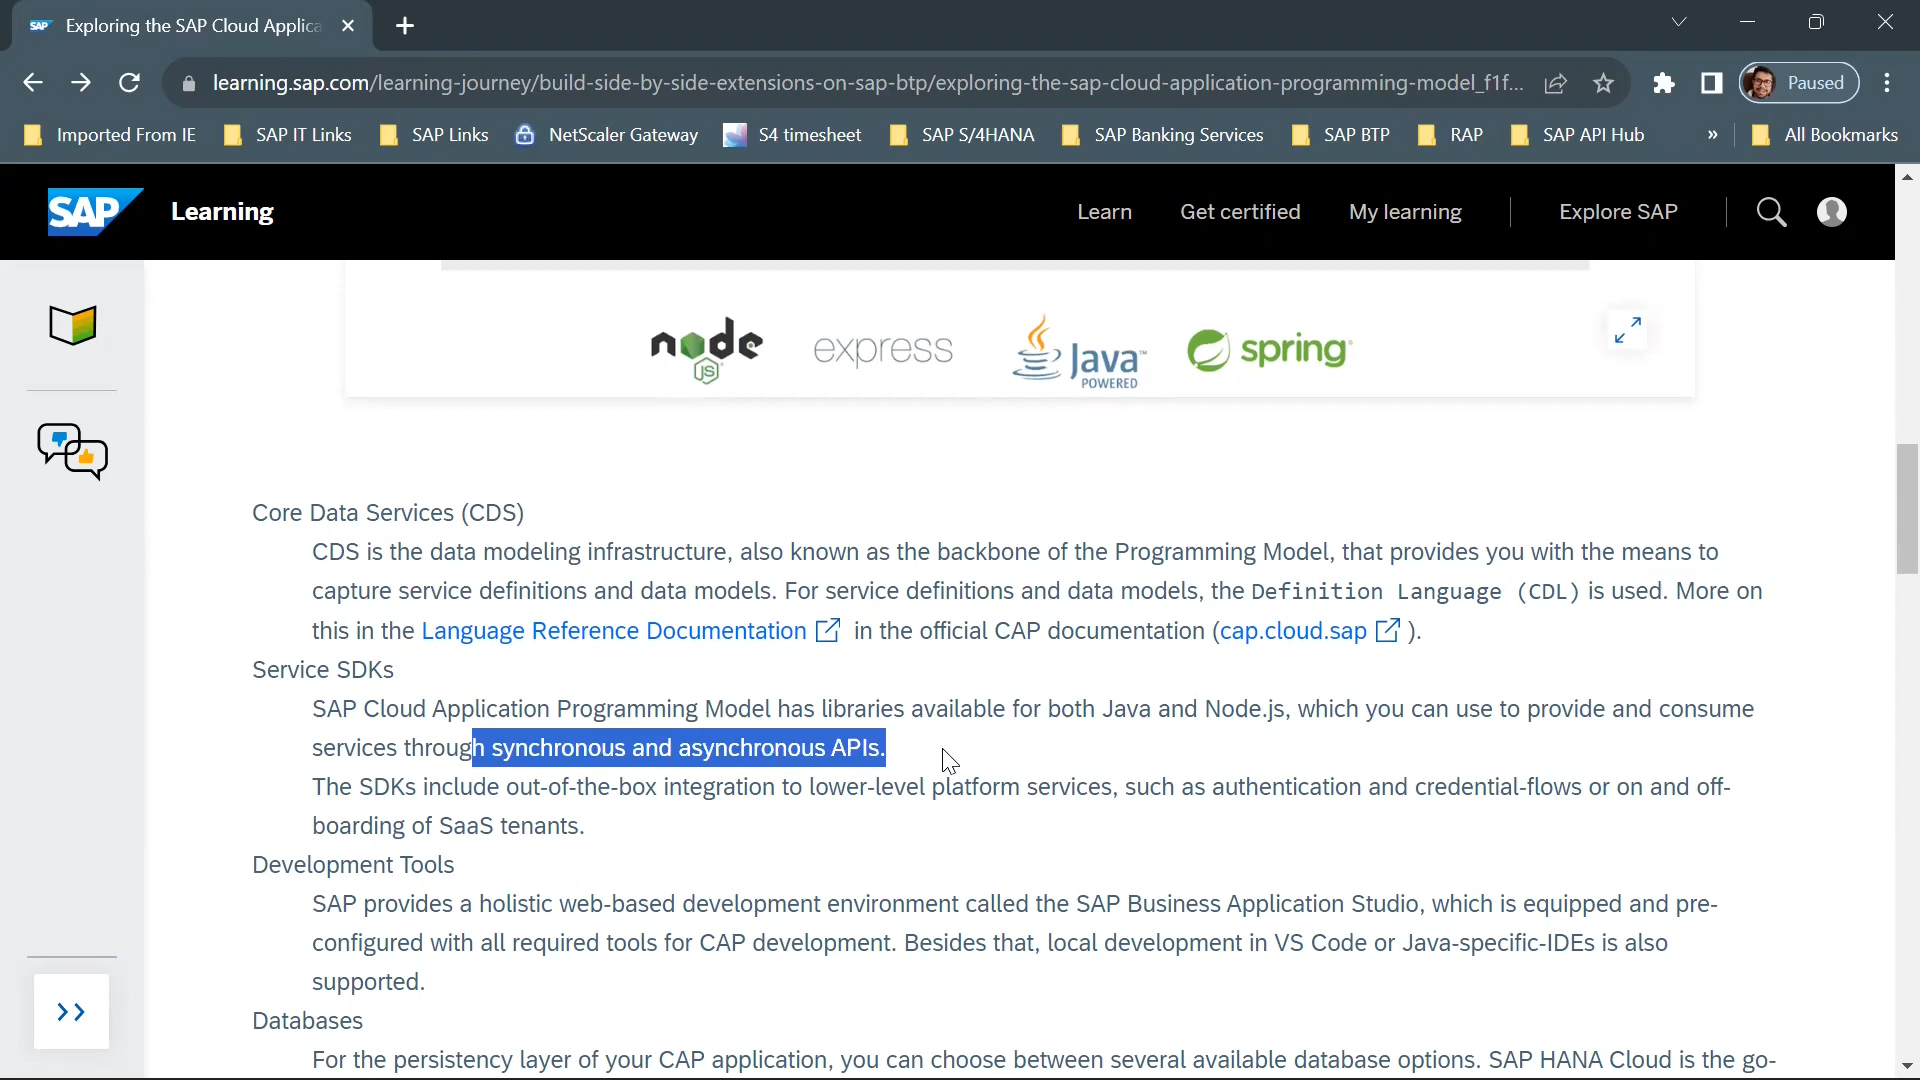 SAP Exploring the SAP Cloud Applica
learning.sap.com/learning-journey/build-side-by-side-extensions-on-sap-btp/exploring-the-sap-cloud-application-programming-model_f1f...
Paused
Imported From IE
SAP IT Links
SAP Links
NetScaler Gateway
S4 timesheet
SAP S/4HANA
SAP Banking Services
SAP BTP
RAP
SAP API Hub
»
All Bookmarks
SAP Learning
Learn
Get certified
My learning
Explore SAP
node JS
express
Java™ POWERED
spring
Core Data Services (CDS)
CDS is the data modeling infrastructure, also known as the backbone of the Programming Model, that provides you with the means to
capture service definitions and data models. For service definitions and data models, the Definition Language (CDL) is used. More on
this in the Language Reference Documentation in the official CAP documentation (cap.cloud.sap ).
Service SDKs
SAP Cloud Application Programming Model has libraries available for both Java and Node.js, which you can use to provide and consume
services through synchronous and asynchronous APIs.
The SDKs include out-of-the-box integration to lower-level platform services, such as authentication and credential-flows or on and off-
boarding of SaaS tenants.
Development Tools
SAP provides a holistic web-based development environment called the SAP Business Application Studio, which is equipped and pre-
configured with all required tools for CAP development. Besides that, local development in VS Code or Java-specific-IDEs is also
supported.
Databases
For the persistency layer of your CAP application, you can choose between several available database options. SAP HANA Cloud is the go-